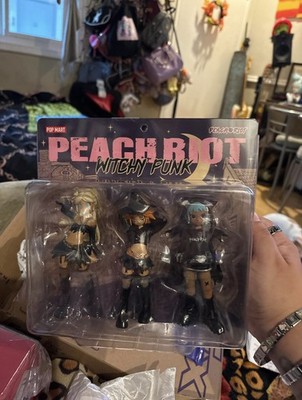 POP MART
PEACH RIOT
WITCHY PUNK